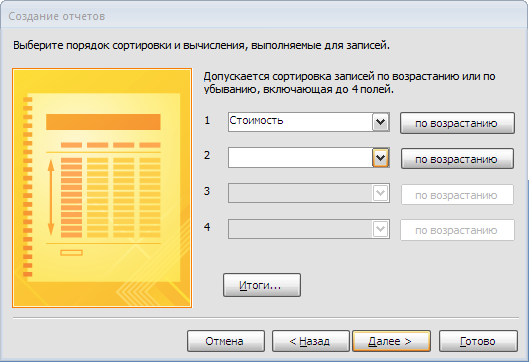 Создание отчетов
Выберите порядок сортировки и вычисления, выполняемые для записей.
Допускается сортировка записей по возрастанию или по
убыванию, включающая до 4 полей.
1 Стоимость по возрастанию
2 по возрастанию
3 по возрастанию
4 по возрастанию
Итоги...
Отмена < Назад Далее > Готово